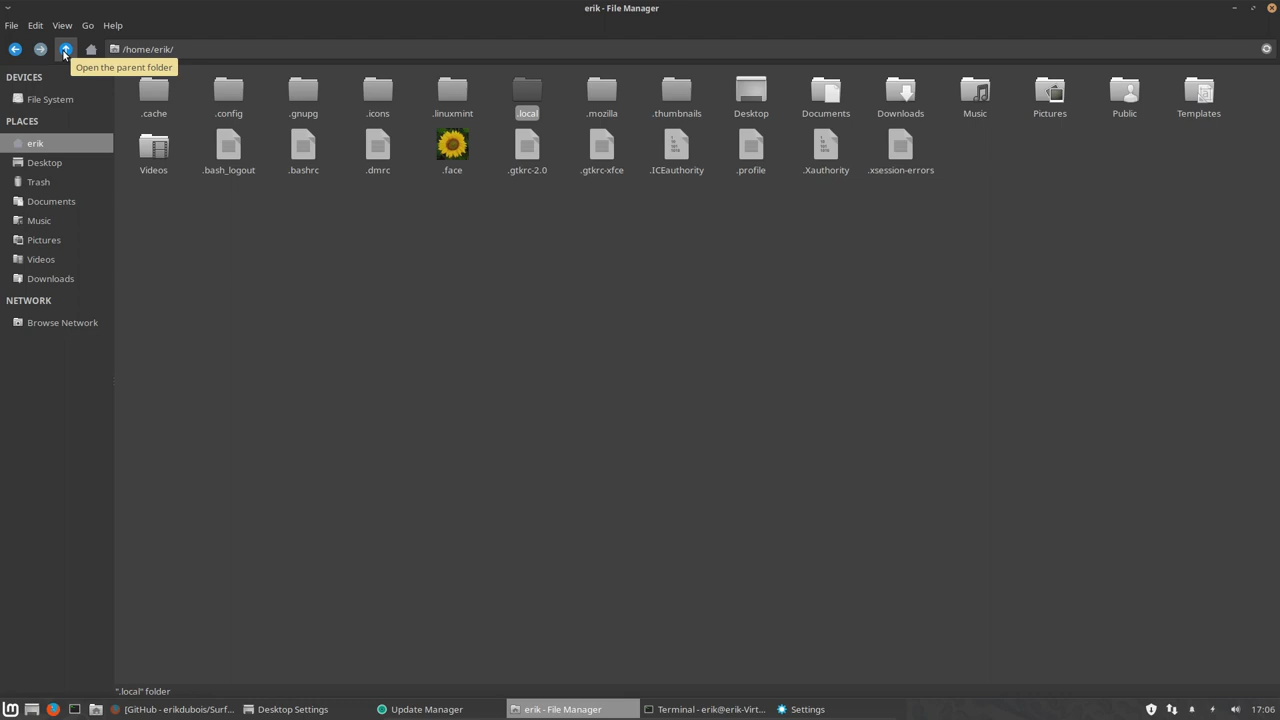 erik - File Manager
File Edit View Go Help
/home/erik/
Open the parent folder
DEVICES
File System
PLACES
erik
Desktop
Trash
Documents
Music
Pictures
Videos
Downloads
NETWORK
Browse Network
.cache .config .gnupg .icons .linuxmint .local .mozilla .thumbnails Desktop Documents Downloads Music Pictures Public Templates
Videos .bash_logout .bashrc .dmrc .face .gtkrc-2.0 .gtkrc-xfce .ICEauthority .profile .Xauthority .xsession-errors
".local" folder
[GitHub - erikdubois/Surf... Desktop Settings Update Manager erik - File Manager Terminal - erik@erik-Virt... Settings 17:06